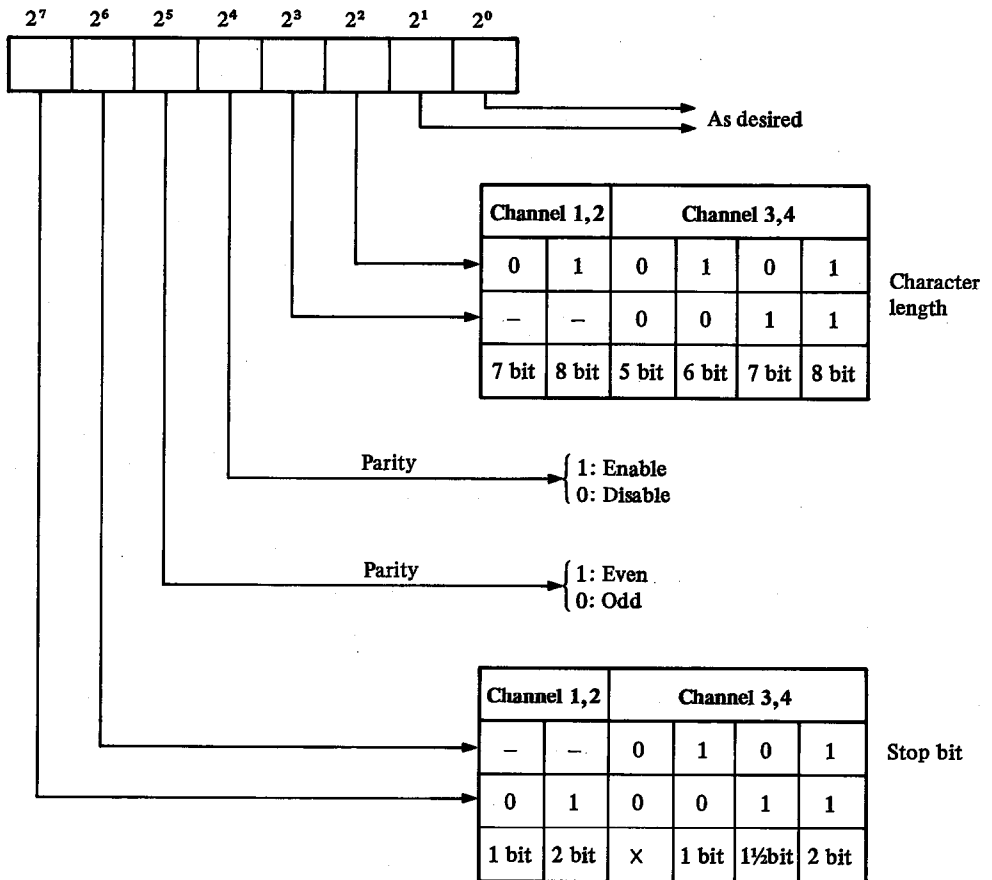 2⁷ 2⁶ 2⁵ 2⁴ 2³ 2² 2¹ 2⁰
As desired
Channel 1,2 Channel 3,4
0 1 0 1 0 1
– – 0 0 1 1
7 bit 8 bit 5 bit 6 bit 7 bit 8 bit
Character
length
Parity
1: Enable
0: Disable
Parity
1: Even
0: Odd
Channel 1,2 Channel 3,4
– – 0 1 0 1
0 1 0 0 1 1
1 bit 2 bit × 1 bit 1½bit 2 bit
Stop bit